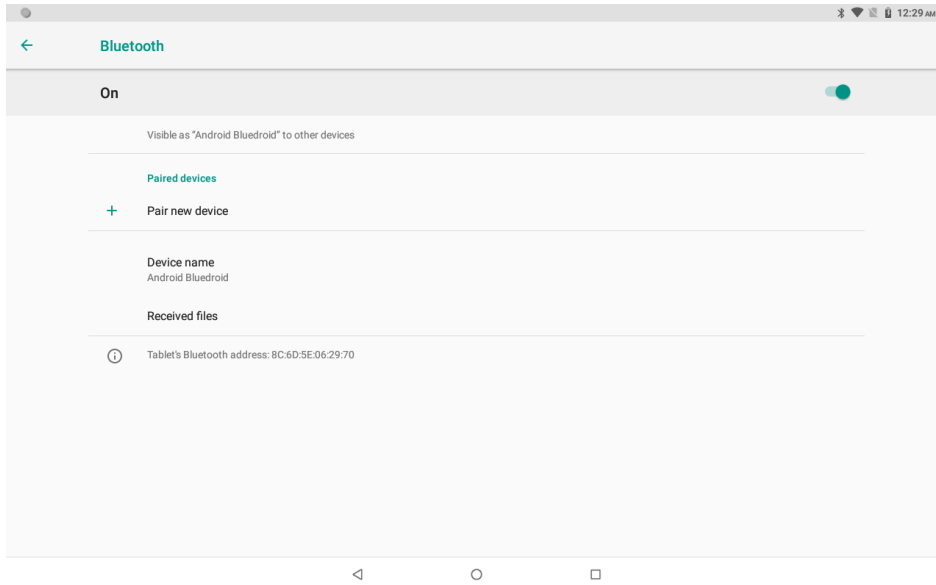 12:29 AM
Bluetooth
On
Visible as “Android Bluedroid” to other devices
Paired devices
Pair new device
Device name
Android Bluedroid
Received files
Tablet's Bluetooth address: 8C:6D:5E:06:29:70